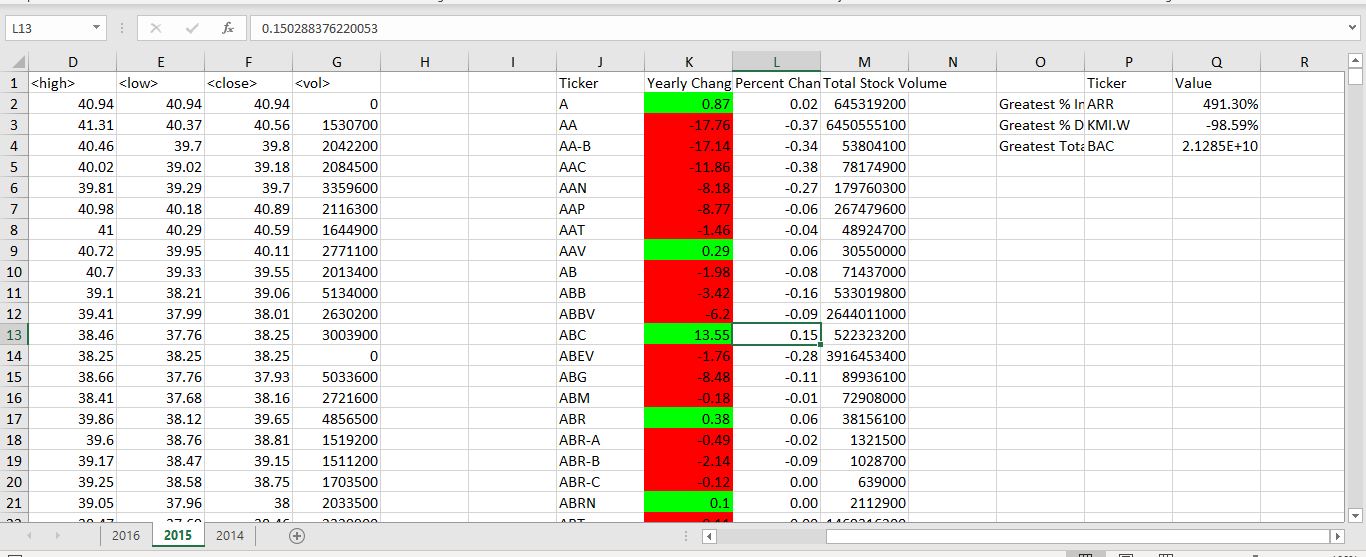 L13 fx 0.150288376220053
D E F G H I J K L M N O P Q R
1 <high> <low> <close> <vol> Ticker Yearly Chang Percent Chan Total Stock Volume Ticker Value
2 40.94 40.94 40.94 0 A 0.87 0.02 645319200 Greatest % In ARR 491.30%
3 41.31 40.37 40.56 1530700 AA -17.76 -0.37 6450555100 Greatest % D KMI.W -98.59%
4 40.46 39.7 39.8 2042200 AA-B -17.14 -0.34 53804100 Greatest Tota BAC 2.1285E+10
5 40.02 39.02 39.18 2084500 AAC -11.86 -0.38 78174900
6 39.81 39.29 39.7 3359600 AAN -8.18 -0.27 179760300
7 40.98 40.18 40.89 2116300 AAP -8.77 -0.06 267479600
8 41 40.29 40.59 1644900 AAT -1.46 -0.04 48924700
9 40.72 39.95 40.11 2771100 AAV 0.29 0.06 30550000
10 40.7 39.33 39.55 2013400 AB -1.98 -0.08 71437000
11 39.1 38.21 39.06 5134000 ABB -3.42 -0.16 533019800
12 39.41 37.99 38.01 2630200 ABBV -6.2 -0.09 2644011000
13 38.46 37.76 38.25 3003900 ABC 13.55 0.15 522323200
14 38.25 38.25 38.25 0 ABEV -1.76 -0.28 3916453400
15 38.66 37.76 37.93 5033600 ABG -8.48 -0.11 89936100
16 38.41 37.68 38.16 2721600 ABM -0.18 -0.01 72908000
17 39.86 38.12 39.65 4856500 ABR 0.38 0.06 38156100
18 39.6 38.76 38.81 1519200 ABR-A -0.49 -0.02 1321500
19 39.17 38.47 39.15 1511200 ABR-B -2.14 -0.09 1028700
20 39.25 38.58 38.75 1703500 ABR-C -0.12 0.00 639000
21 39.05 37.96 38 2033500 ABRN 0.1 0.00 2112900
2016 2015 2014